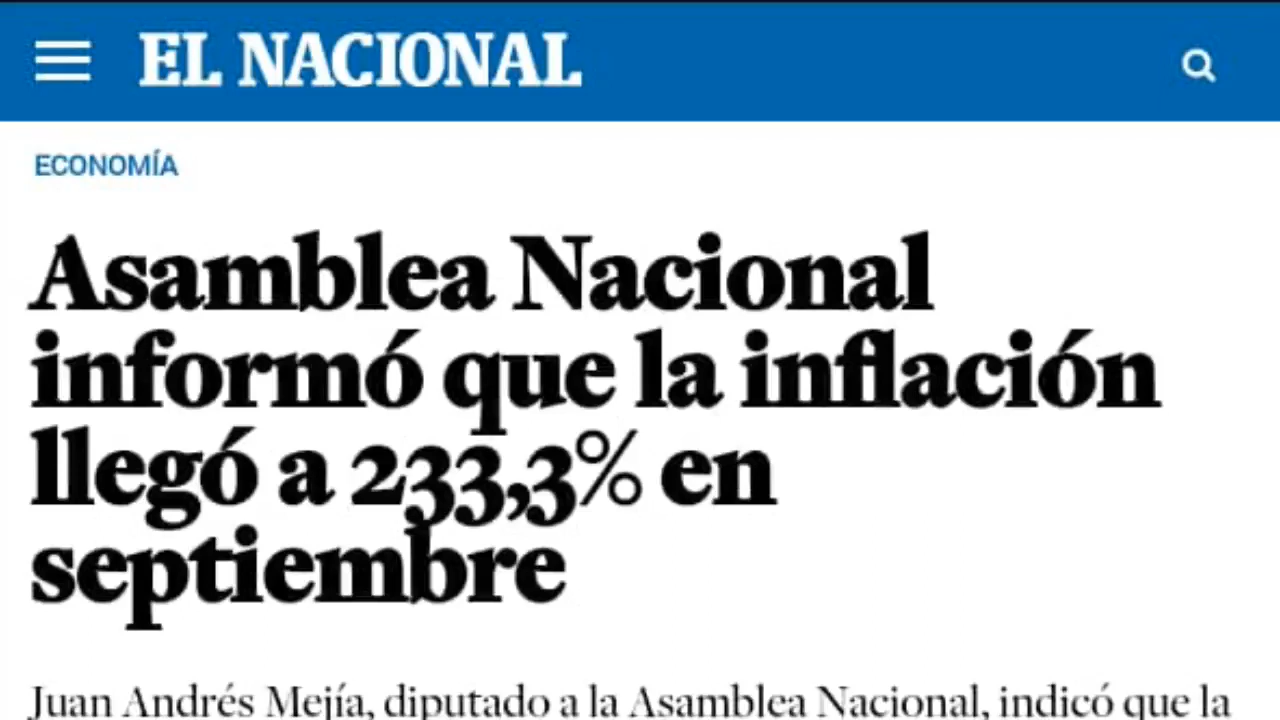 EL NACIONAL
ECONOMÍA
Asamblea Nacional
informó que la inflación
llegó a 233,3% en
septiembre
Juan Andrés Mejía, diputado a la Asamblea Nacional, indicó que la